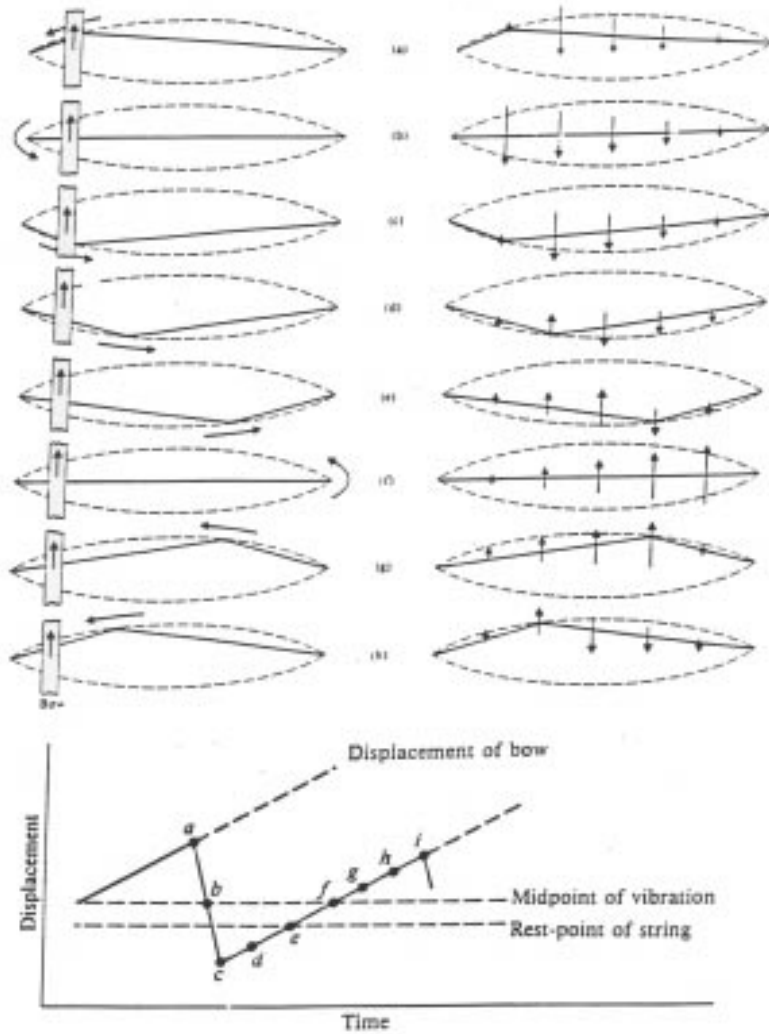 (a)
(b)
(c)
(d)
(e)
(f)
(g)
(h)
Bow
Displacement of bow
a
i
h
b
f
g
Midpoint of vibration
e
Rest-point of string
d
c
Displacement
Time